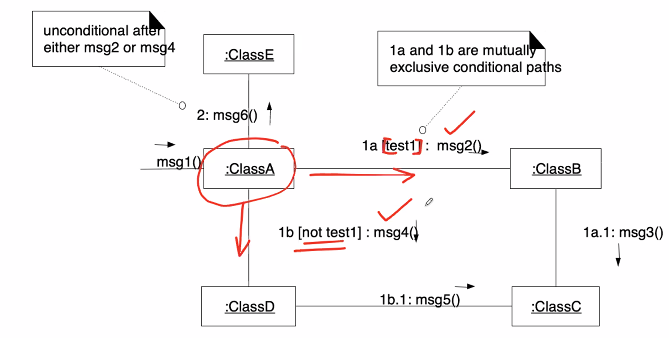 unconditional after
either msg2 or msg4
:ClassE
1a and 1b are mutually
exclusive conditional paths
2: msg6()
1a [test1] : msg2()
msg1()
:ClassA
:ClassB
1b [not test1] : msg4()
1a.1: msg3()
:ClassD
1b.1: msg5()
:ClassC